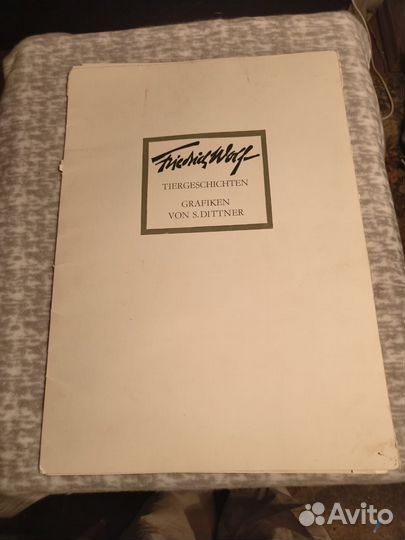 Friedrich Wolf
TIERGESCHICHTEN
GRAFIKEN
VON S. DITTNER
Avito